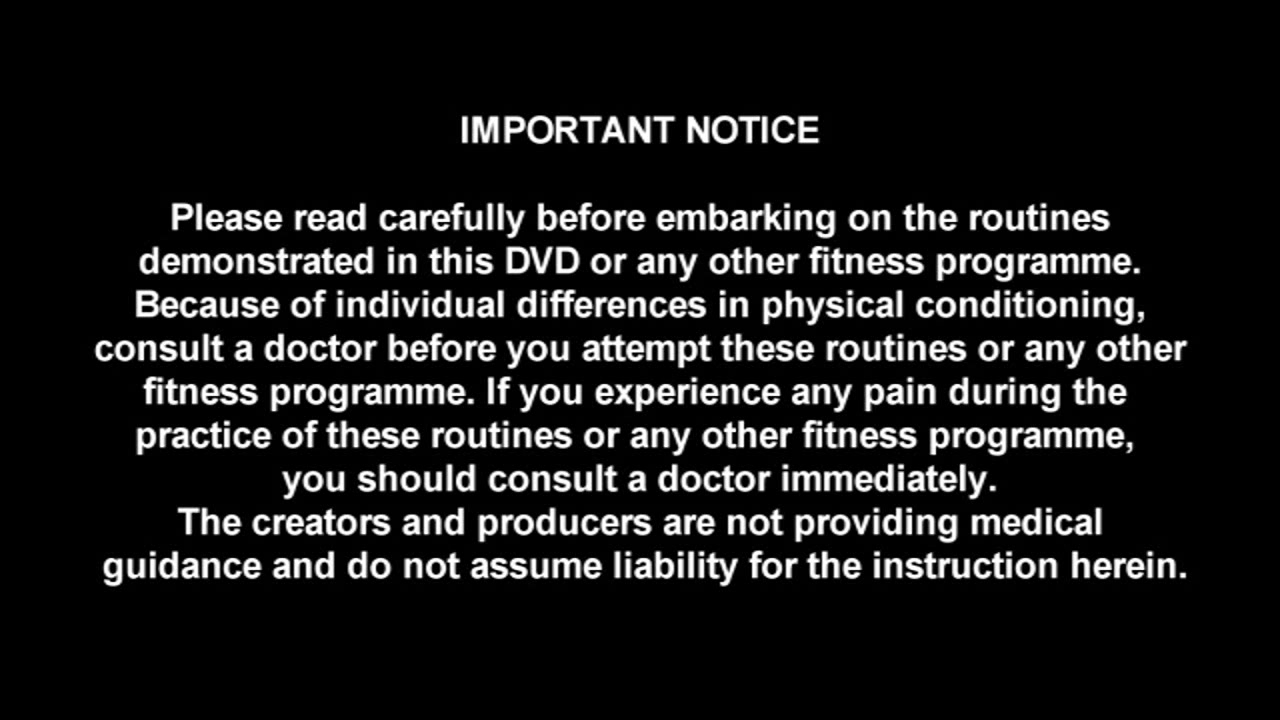 IMPORTANT NOTICE
Please read carefully before embarking on the routines
demonstrated in this DVD or any other fitness programme.
Because of individual differences in physical conditioning,
consult a doctor before you attempt these routines or any other
fitness programme. If you experience any pain during the
practice of these routines or any other fitness programme,
you should consult a doctor immediately.
The creators and producers are not providing medical
guidance and do not assume liability for the instruction herein.